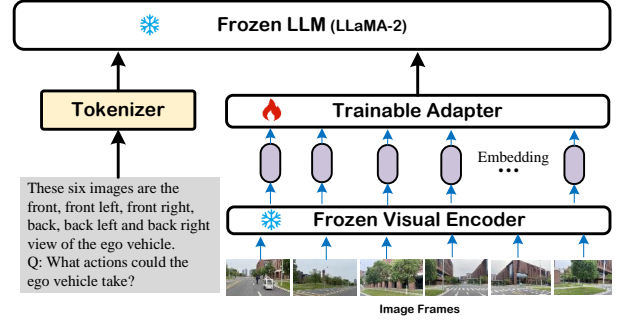 Frozen LLM (LLaMA-2)
Tokenizer
Trainable Adapter
Embedding
•••
These six images are the
front, front left, front right,
back, back left and back right
view of the ego vehicle.
Q: What actions could the
ego vehicle take?
Frozen Visual Encoder
Image Frames